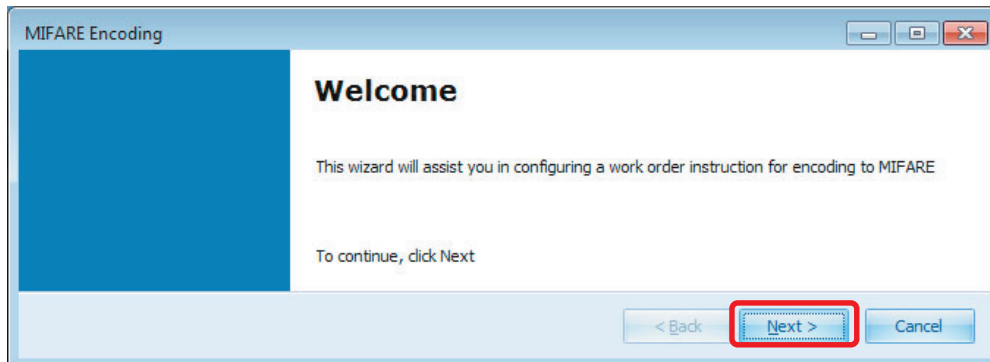 MIFARE Encoding
Welcome
This wizard will assist you in configuring a work order instruction for encoding to MIFARE
To continue, click Next
< Back Next > Cancel